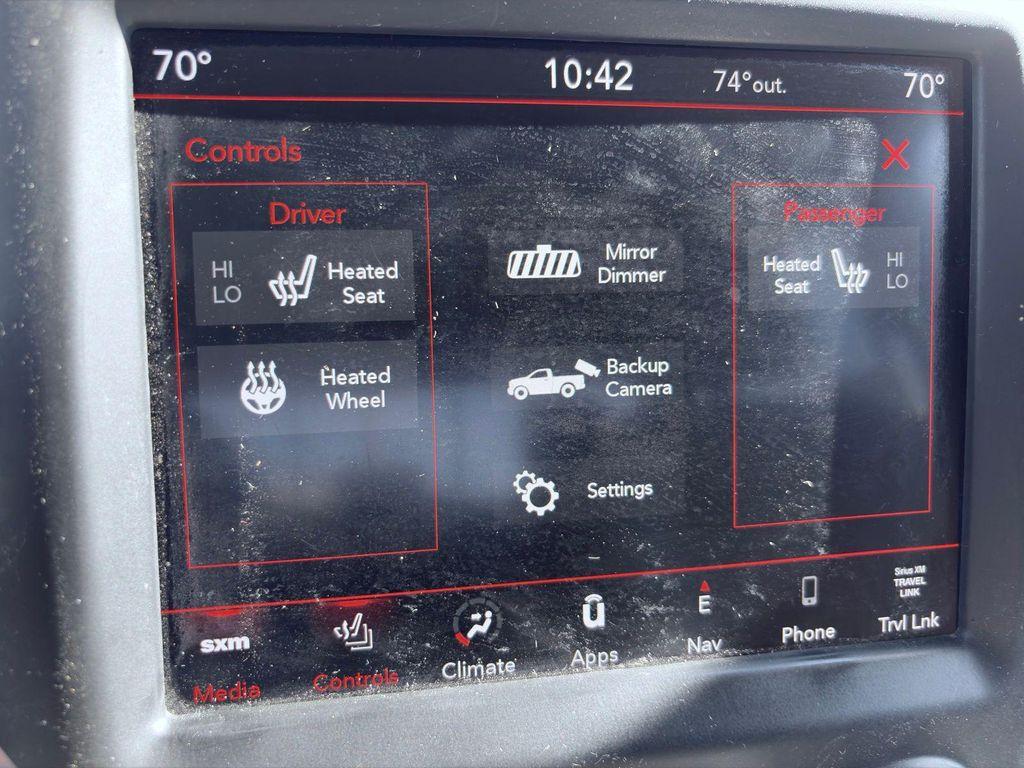 70° 10:42 74°out. 70°
Controls X
Driver
HI
LO
Heated
Seat
Heated
Wheel
Mirror
Dimmer
Backup
Camera
Settings
Passenger
Heated
Seat
HI
LO
sxm
Media
Controls
Climate
Apps
E
Nav
Phone
Sirius XM
TRAVEL
LINK
Trvl Lnk